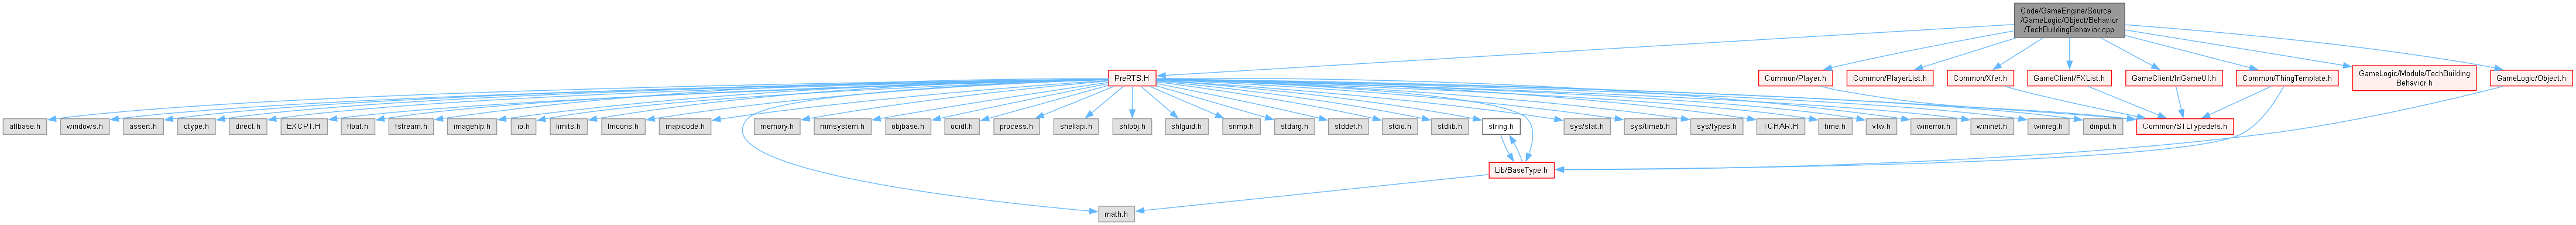 Code/GameEngine/Source
/GameLogic/Object/Behavior
/TechBuildingBehavior.cpp
PreRTS.H
Common/Player.h
Common/PlayerList.h
Common/Xfer.h
GameClient/FXList.h
GameClient/InGameUI.h
Common/ThingTemplate.h
GameLogic/Module/TechBuilding
Behavior.h
GameLogic/Object.h
atlbase.h
windows.h
assert.h
ctype.h
direct.h
EXCPT.H
float.h
fstream.h
imagehlp.h
io.h
limits.h
lmcons.h
mapicode.h
memory.h
mmsystem.h
objbase.h
ocidl.h
process.h
shellapi.h
shlobj.h
shlguid.h
snmp.h
stdarg.h
stddef.h
stdio.h
stdlib.h
string.h
sys/stat.h
sys/timeb.h
sys/types.h
TCHAR.H
time.h
vfw.h
winerror.h
wininet.h
winreg.h
dinput.h
Common/STLTypedefs.h
Lib/BaseType.h
math.h